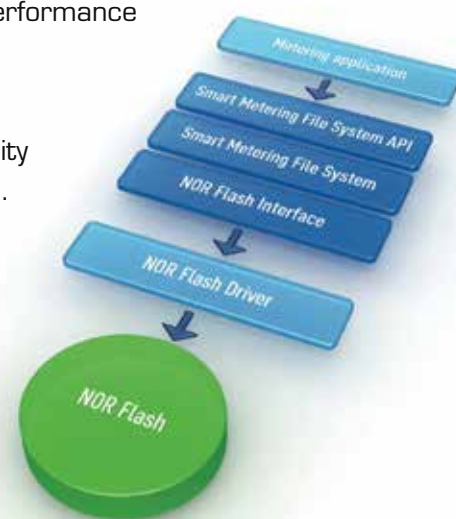 erformance
ity
.
Metering application
Smart Metering File System API
Smart Metering File System
NOR Flash Interface
NOR Flash Driver
NOR Flash